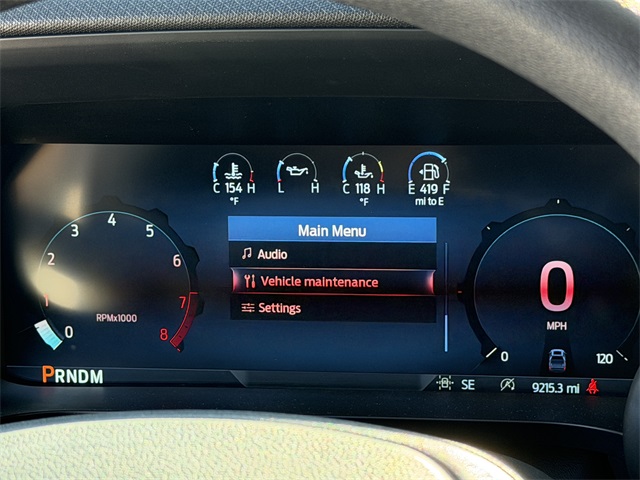 C 154 H
°F
L H
C 118 H
°F
E 419 F
mi to E
Main Menu
Audio
Vehicle maintenance
Settings
0
1
2
3
4
5
6
7
8
RPMx1000
0
MPH
0
120
PRNDM
SE
9215.3 mi